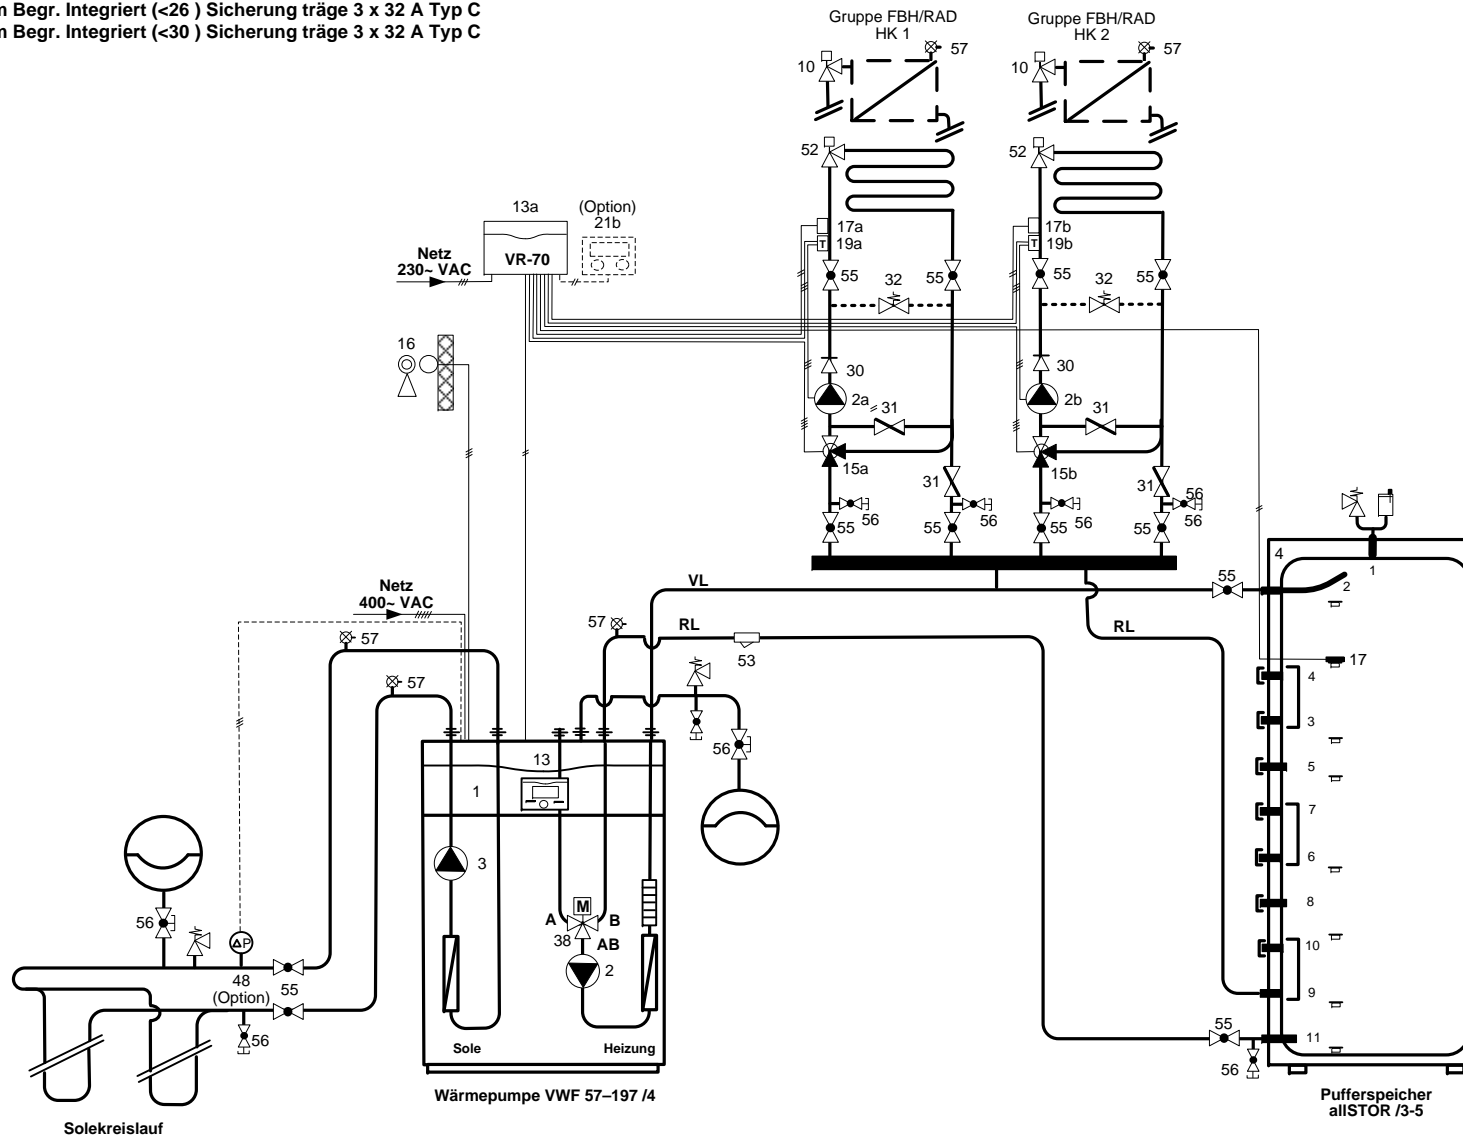 Begr. Integriert (<26 ) Sicherung träge 3 x 32 A Typ C
Begr. Integriert (<30 ) Sicherung träge 3 x 32 A Typ C
Gruppe FBH/RAD
HK 1
Gruppe FBH/RAD
HK 2
57
57
10
10
52
52
13a
(Option)
21b
VR-70
Netz
230~ VAC
17a
T 19a
17b
T 19b
55
32
55
55
32
55
16
30
30
2a
31
2b
31
15a
31
15b
31
56
56
56
56
56
55
55
55
55
4
1
Netz
400~ VAC
VL
55
2
57
57
RL
RL
53
17
57
4
3
56
13
1
5
7
6
3
8
56
M
A
B
38
AB
10
ΔP
2
48
(Option)
55
9
56
55
11
56
Sole
Heizung
Wärmepumpe VWF 57–197 /4
Pufferspeicher
allSTOR /3-5
Solekreislauf